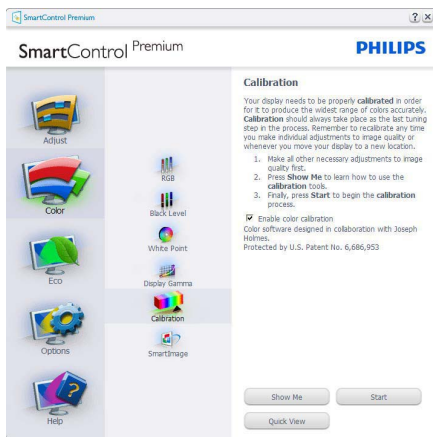 SmartControl Premium
? x
SmartControl Premium
PHILIPS
Adjust
Color
Eco
Options
Help
RGB
Black Level
White Point
Display Gamma
Calibration
SmartImage
Calibration
Your display needs to be properly calibrated in order
for it to produce the widest range of colors accurately.
Calibration should always take place as the last tuning
step in the process. Remember to recalibrate any time
you make individual adjustments to image quality or
whenever you move your display to a new location.
1. Make all other necessary adjustments to image
quality first.
2. Press Show Me to learn how to use the
calibration tools.
3. Finally, press Start to begin the calibration
process.
Enable color calibration
Color software designed in collaboration with Joseph
Holmes.
Protected by U.S. Patent No. 6,686,953
Show Me
Start
Quick View